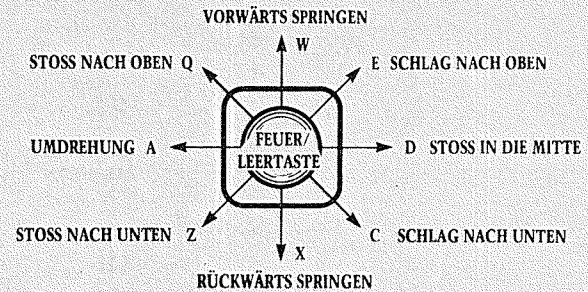 VORWÄRTS SPRINGEN
W
STOSS NACH OBEN Q
E SCHLAG NACH OBEN
UMDREHUNG A
FEUER/
LEERTASTE
D STOSS IN DIE MITTE
STOSS NACH UNTEN Z
C SCHLAG NACH UNTEN
X
RÜCKWÄRTS SPRINGEN